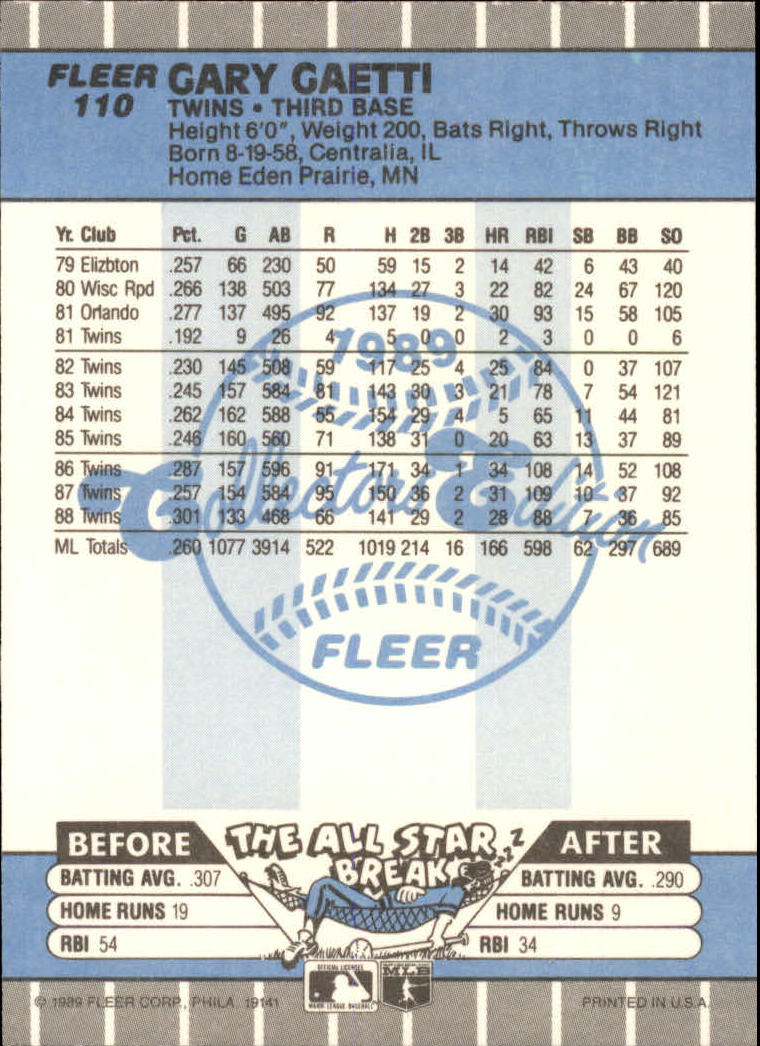 FLEER GARY GAETTI
110 TWINS • THIRD BASE
Height 6'0", Weight 200, Bats Right, Throws Right
Born 8-19-58, Centralia, IL
Home Eden Prairie, MN
Yr. Club Pct. G AB R H 2B 3B HR RBI SB BB SO
79 Elizbton .257 66 230 50 59 15 2 14 42 6 43 40
80 Wisc Rpd .266 138 503 77 134 27 3 22 82 24 67 120
81 Orlando .277 137 495 92 137 19 2 30 93 15 58 105
81 Twins .192 9 26 4 5 0 0 2 3 0 0 6
82 Twins .230 145 508 59 117 25 4 25 84 0 37 107
83 Twins .245 157 584 81 143 30 3 21 78 7 54 121
84 Twins .262 162 588 55 154 29 4 5 65 11 44 81
85 Twins .246 160 560 71 138 31 0 20 63 13 37 89
86 Twins .287 157 596 91 171 34 1 34 108 14 52 108
87 Twins .257 154 584 95 150 36 2 31 109 10 37 92
88 Twins .301 133 468 66 141 29 2 28 88 7 36 85
ML Totals .260 1077 3914 522 1019 214 16 166 598 62 297 689
1989
Collectors' Edition
FLEER
BEFORE THE ALL STAR BREAK AFTER
zzz
BATTING AVG. .307 BATTING AVG. .290
HOME RUNS 19 HOME RUNS 9
RBI 54 RBI 34
OFFICIAL LICENSEE
MAJOR LEAGUE BASEBALL
MLB
© 1989 FLEER CORP., PHILA. 19141 PRINTED IN U.S.A.